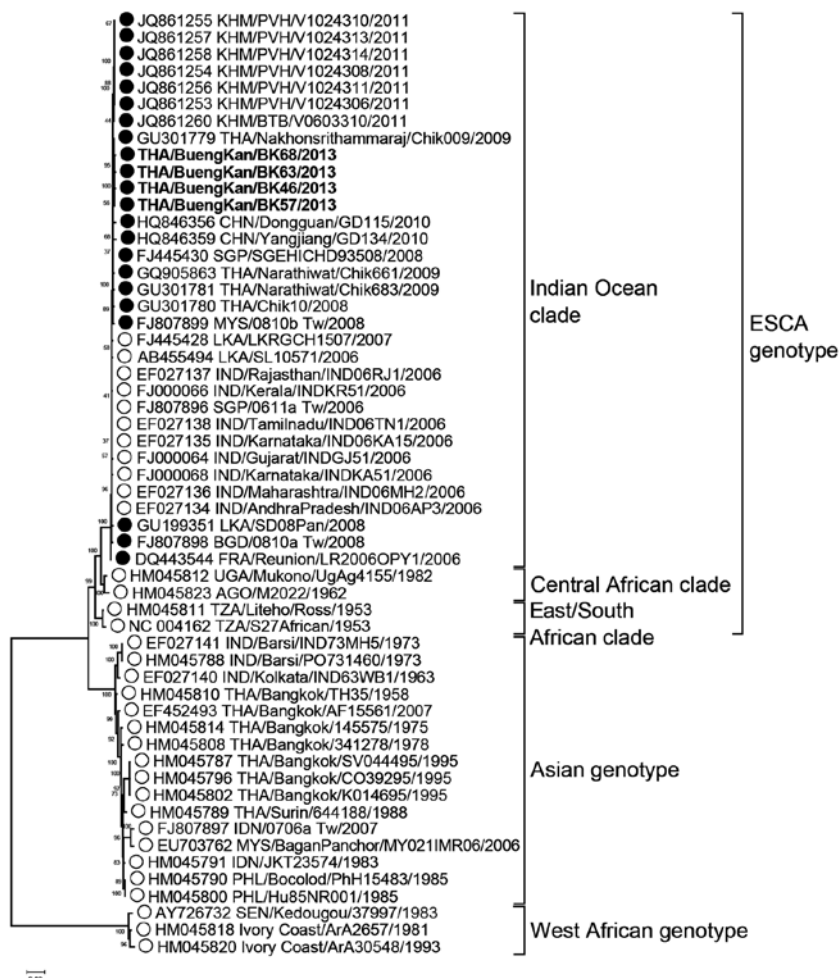 JQ861255 KHM/PVH/V1024310/2011
JQ861257 KHM/PVH/V1024313/2011
JQ861258 KHM/PVH/V1024314/2011
JQ861254 KHM/PVH/V1024308/2011
JQ861256 KHM/PVH/V1024311/2011
JQ861253 KHM/PVH/V1024306/2011
JQ861260 KHM/BTB/V0603310/2011
GU301779 THA/Nakhonsrithammaraj/Chik009/2009
THA/BuengKan/BK68/2013
THA/BuengKan/BK63/2013
THA/BuengKan/BK46/2013
THA/BuengKan/BK57/2013
HQ846356 CHN/Dongguan/GD115/2010
HQ846359 CHN/Yangjiang/GD134/2010
FJ445430 SGP/SGEHICHD93508/2008
GQ905863 THA/Narathiwat/Chik661/2009
GU301781 THA/Narathiwat/Chik683/2009
GU301780 THA/Chik10/2008
FJ807899 MYS/0810b Tw/2008
FJ445428 LKA/LKRGCH1507/2007
AB455494 LKA/SL10571/2006
EF027137 IND/Rajasthan/IND06RJ1/2006
FJ000066 IND/Kerala/INDKR51/2006
FJ807896 SGP/0611a Tw/2006
EF027138 IND/Tamilnadu/IND06TN1/2006
EF027135 IND/Karnataka/IND06KA15/2006
FJ000064 IND/Gujarat/INDGJ51/2006
FJ000068 IND/Karnataka/INDKA51/2006
EF027136 IND/Maharashtra/IND06MH2/2006
EF027134 IND/AndhraPradesh/IND06AP3/2006
GU199351 LKA/SD08Pan/2008
FJ807898 BGD/0810a Tw/2008
DQ443544 FRA/Reunion/LR2006OPY1/2006
Indian Ocean
clade
ESCA
genotype
HM045812 UGA/Mukono/UgAg4155/1982
HM045823 AGO/M2022/1962
Central African clade
HM045811 TZA/Liteho/Ross/1953
NC 004162 TZA/S27African/1953
East/South
African clade
EF027141 IND/Barsi/IND73MH5/1973
HM045788 IND/Barsi/PO731460/1973
EF027140 IND/Kolkata/IND63WB1/1963
HM045810 THA/Bangkok/TH35/1958
EF452493 THA/Bangkok/AF15561/2007
HM045814 THA/Bangkok/145575/1975
HM045808 THA/Bangkok/341278/1978
HM045787 THA/Bangkok/SV044495/1995
HM045796 THA/Bangkok/CO39295/1995
HM045802 THA/Bangkok/K014695/1995
HM045789 THA/Surin/644188/1988
FJ807897 IDN/0706a Tw/2007
EU703762 MYS/BaganPanchor/MY021IMR06/2006
HM045791 IDN/JKT23574/1983
HM045790 PHL/Bocolod/PhH15483/1985
HM045800 PHL/Hu85NR001/1985
Asian genotype
AY726732 SEN/Kedougou/37997/1983
HM045818 Ivory Coast/ArA2657/1981
HM045820 Ivory Coast/ArA30548/1993
West African genotype